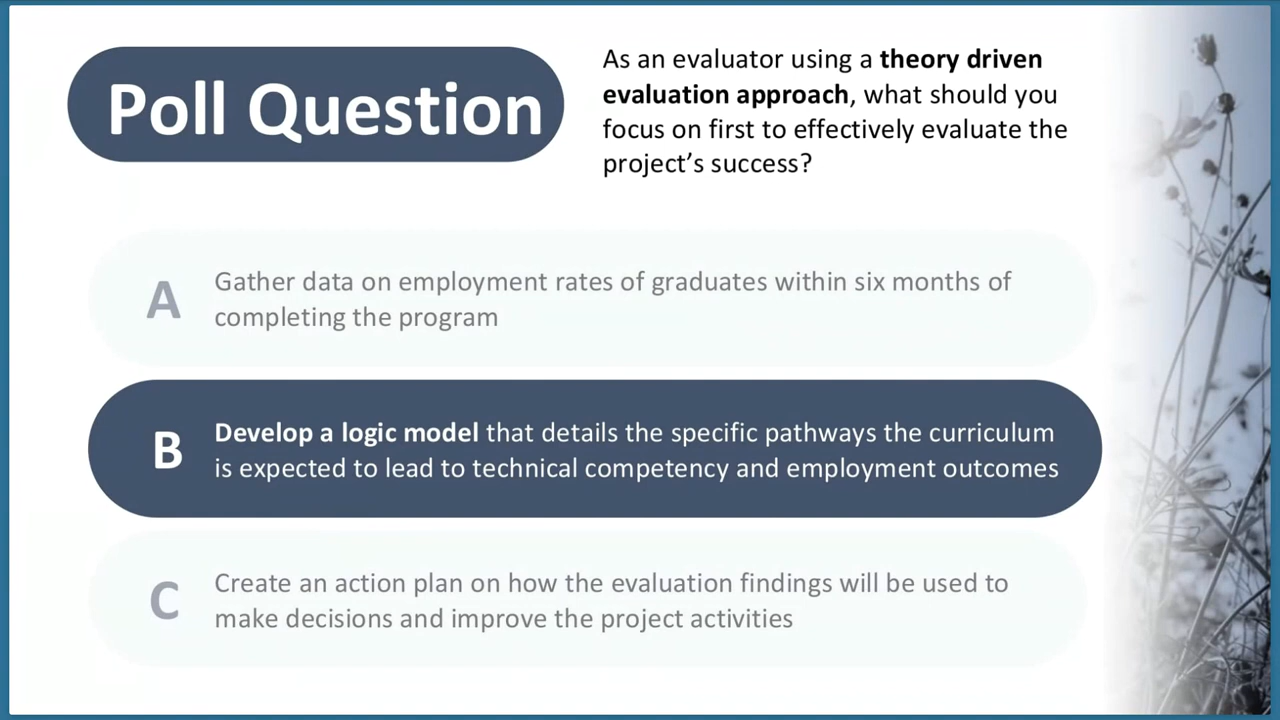 Poll Question
As an evaluator using a theory driven
evaluation approach, what should you
focus on first to effectively evaluate the
project’s success?
A
Gather data on employment rates of graduates within six months of
completing the program
B
Develop a logic model that details the specific pathways the curriculum
is expected to lead to technical competency and employment outcomes
C
Create an action plan on how the evaluation findings will be used to
make decisions and improve the project activities